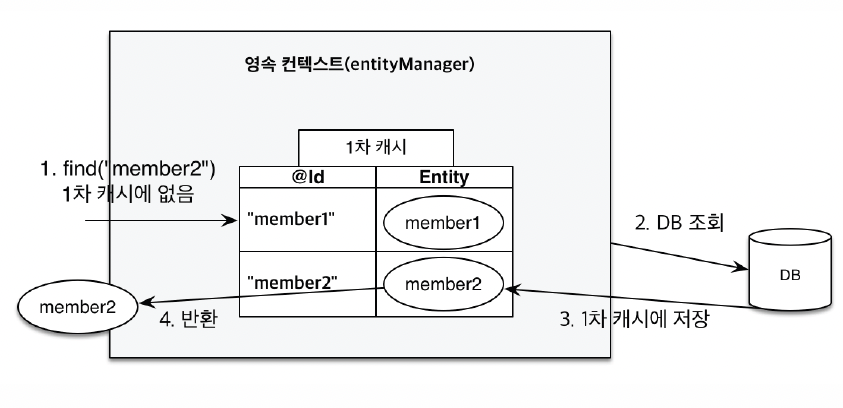 영속 컨텍스트(entityManager)
1차 캐시
1. find("member2")
1차 캐시에 없음
@Id Entity
"member1" member1
2. DB 조회
DB
"member2" member2
member2
4. 반환
3. 1차 캐시에 저장